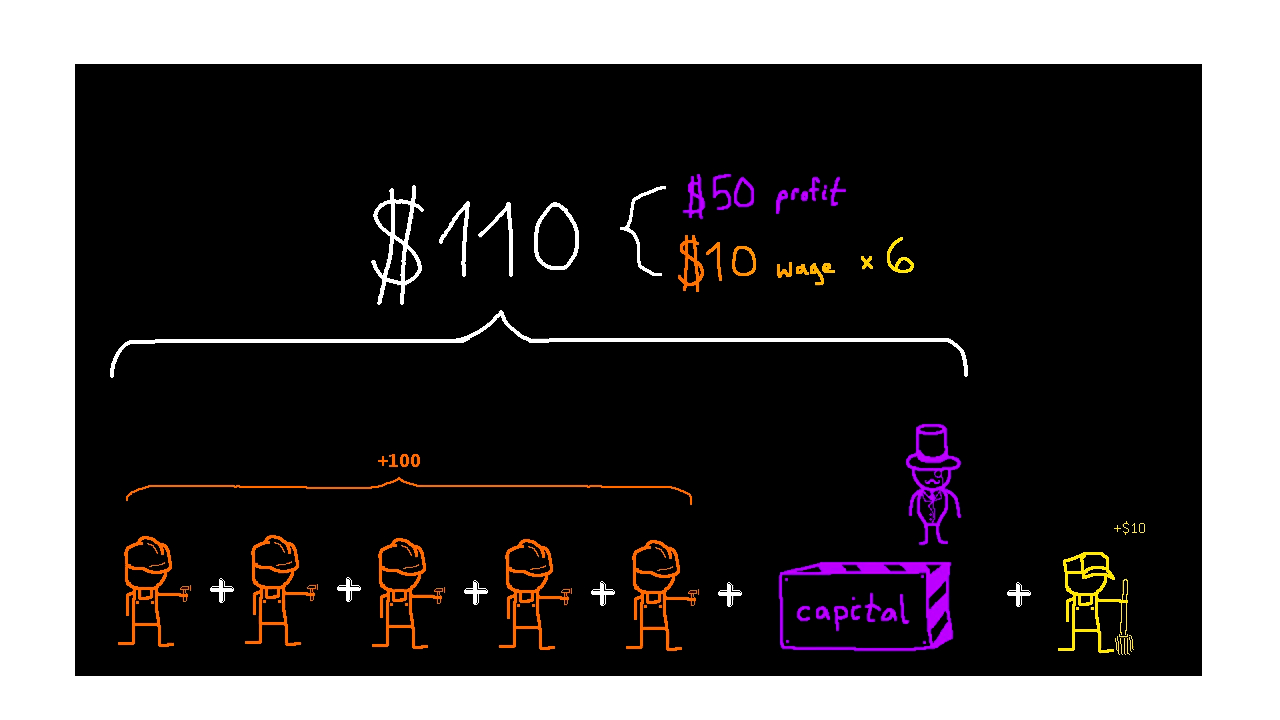 $110
$50 profit
$10 wage x 6
+100
+$10
+ + + + + +
capital